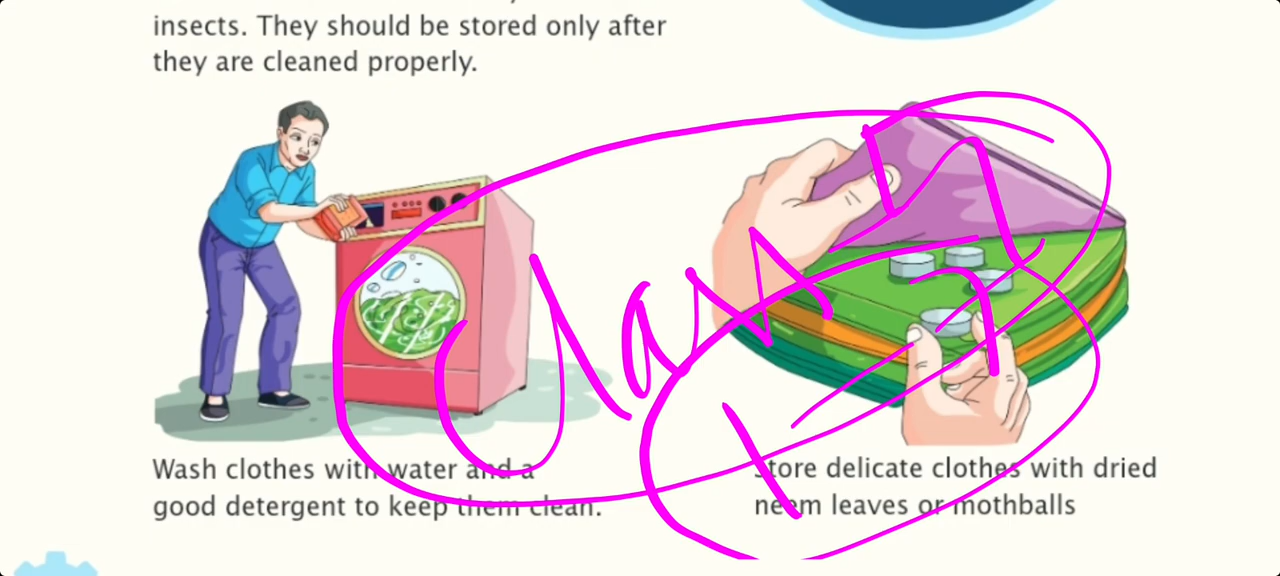 insects. They should be stored only after
they are cleaned properly.
Class
Wash clothes with water and a
good detergent to keep them clean.
Store delicate clothes with dried
neem leaves or mothballs